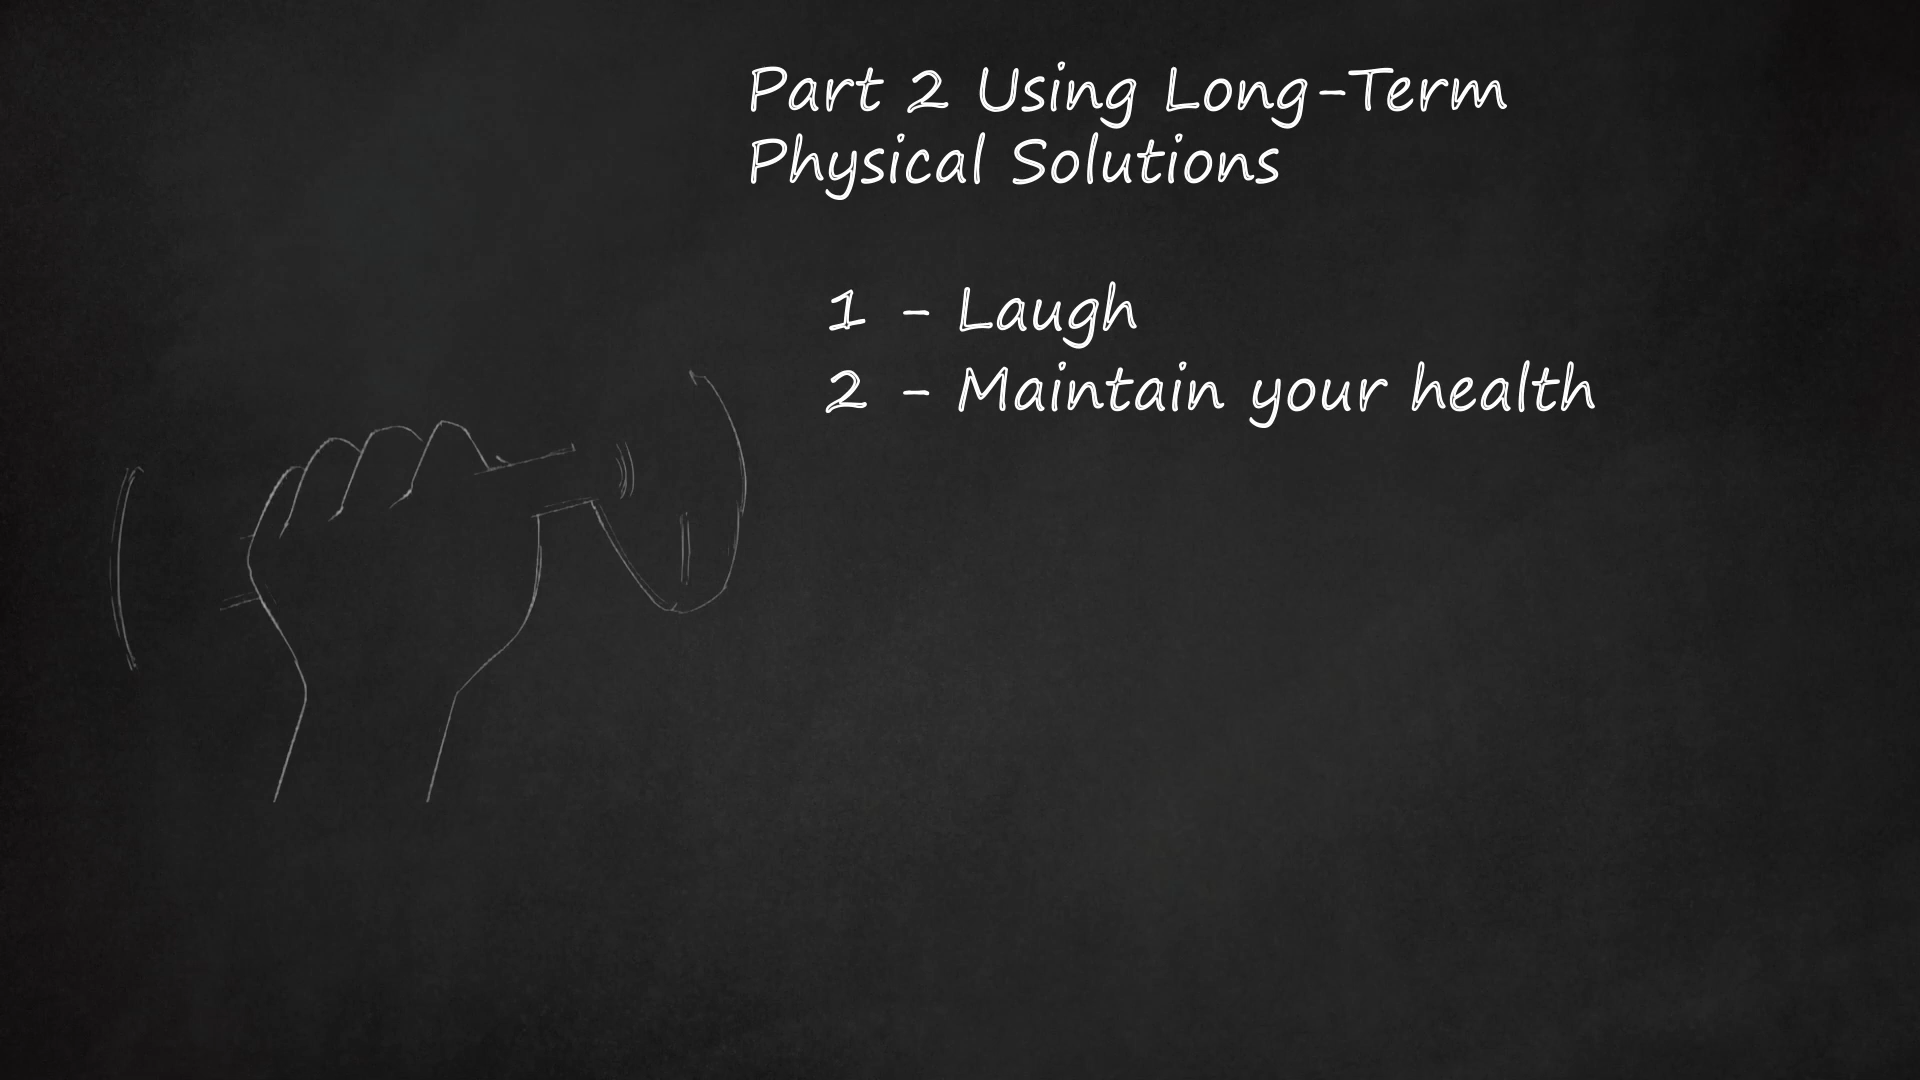 Part 2 Using Long-Term
Physical Solutions
1 - Laugh
2 - Maintain your health